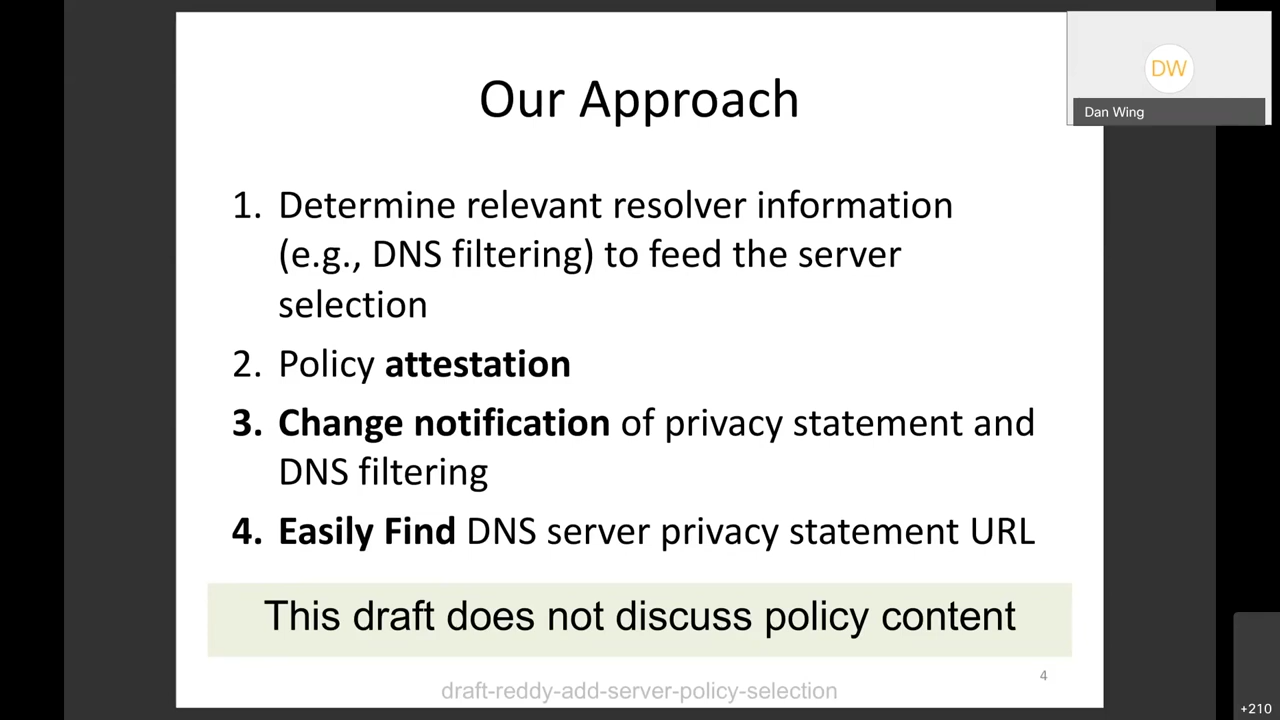 Our Approach
DW
Dan Wing
1. Determine relevant resolver information
(e.g., DNS filtering) to feed the server
selection
2. Policy attestation
3. Change notification of privacy statement and
DNS filtering
4. Easily Find DNS server privacy statement URL
This draft does not discuss policy content
4
draft-reddy-add-server-policy-selection
+210